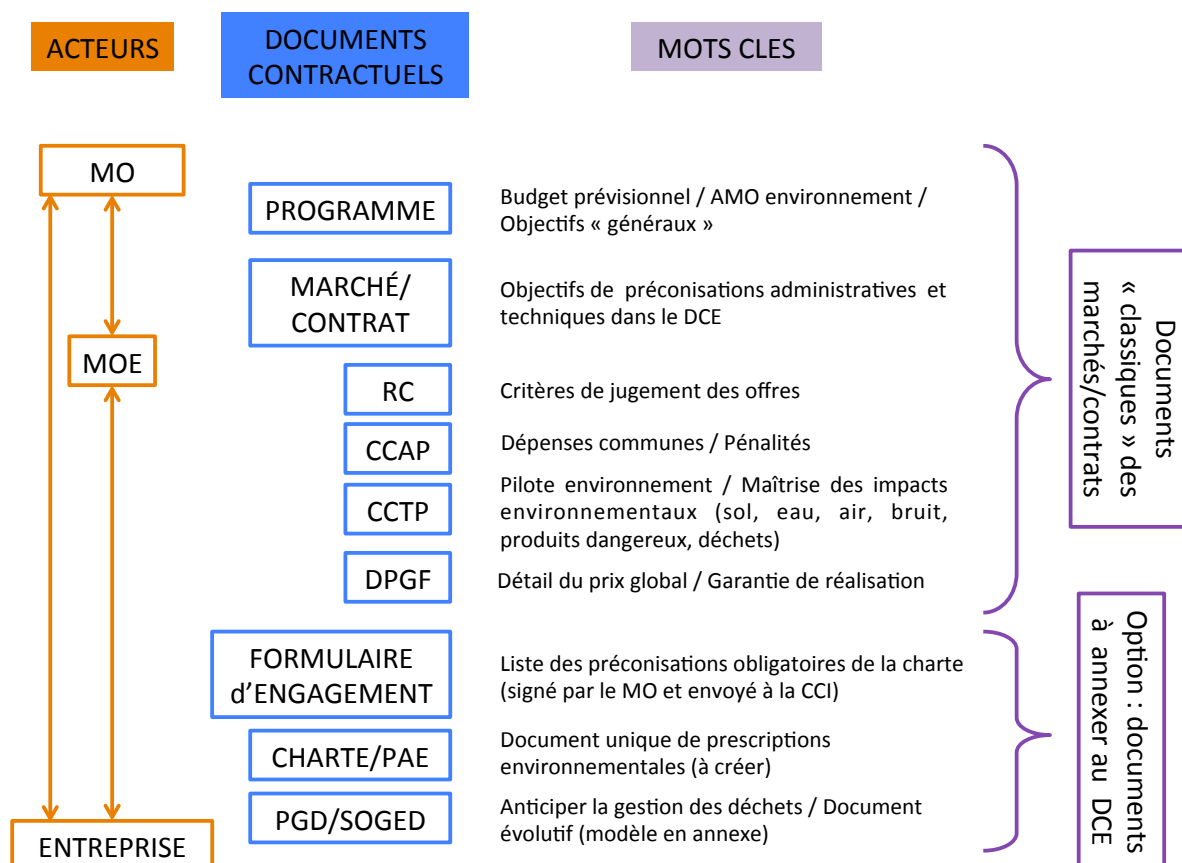 ACTEURS
DOCUMENTS
CONTRACTUELS
MOTS CLES
MO
MOE
ENTREPRISE
PROGRAMME
Budget prévisionnel / AMO environnement /
Objectifs « généraux »
MARCHÉ/
CONTRAT
Objectifs de préconisations administratives et
techniques dans le DCE
RC
Critères de jugement des offres
CCAP
Dépenses communes / Pénalités
CCTP
Pilote environnement / Maîtrise des impacts
environnementaux (sol, eau, air, bruit,
produits dangereux, déchets)
DPGF
Détail du prix global / Garantie de réalisation
FORMULAIRE
d'ENGAGEMENT
Liste des préconisations obligatoires de la charte
(signé par le MO et envoyé à la CCI)
CHARTE/PAE
Document unique de prescriptions
environnementales (à créer)
PGD/SOGED
Anticiper la gestion des déchets / Document
évolutif (modèle en annexe)
Documents
« classiques » des
marchés/contrats
Option : documents
à annexer au DCE